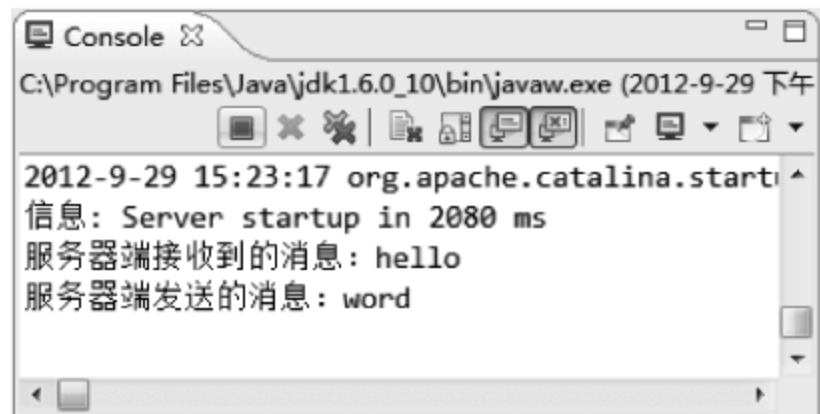 Console
C:\Program Files\Java\jdk1.6.0_10\bin\javaw.exe (2012-9-29 下午
2012-9-29 15:23:17 org.apache.catalina.start
信息: Server startup in 2080 ms
服务器端接收到的消息: hello
服务器端发送的消息: word